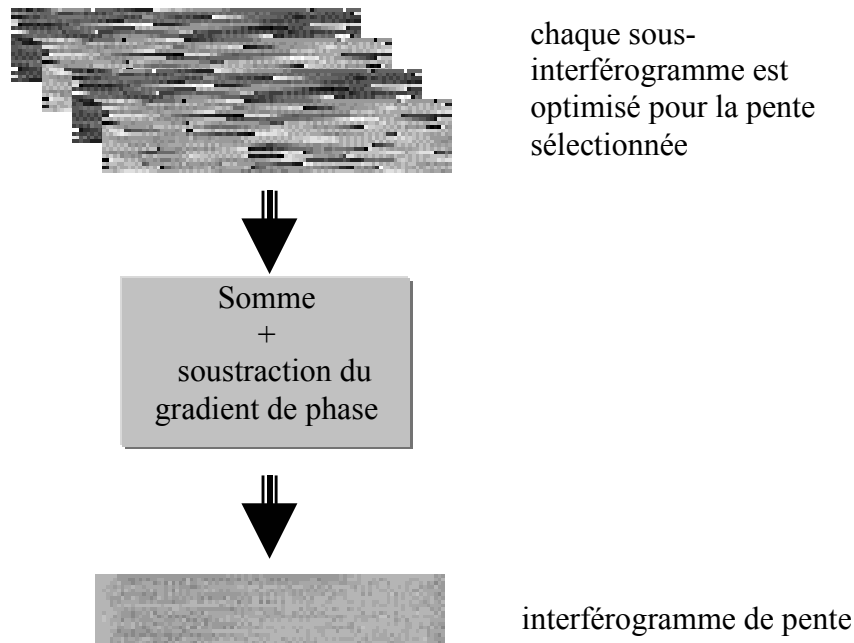 chaque sous-
interférogramme est
optimisé pour la pente
sélectionnée
Somme
+
soustraction du
gradient de phase
interférogramme de pente